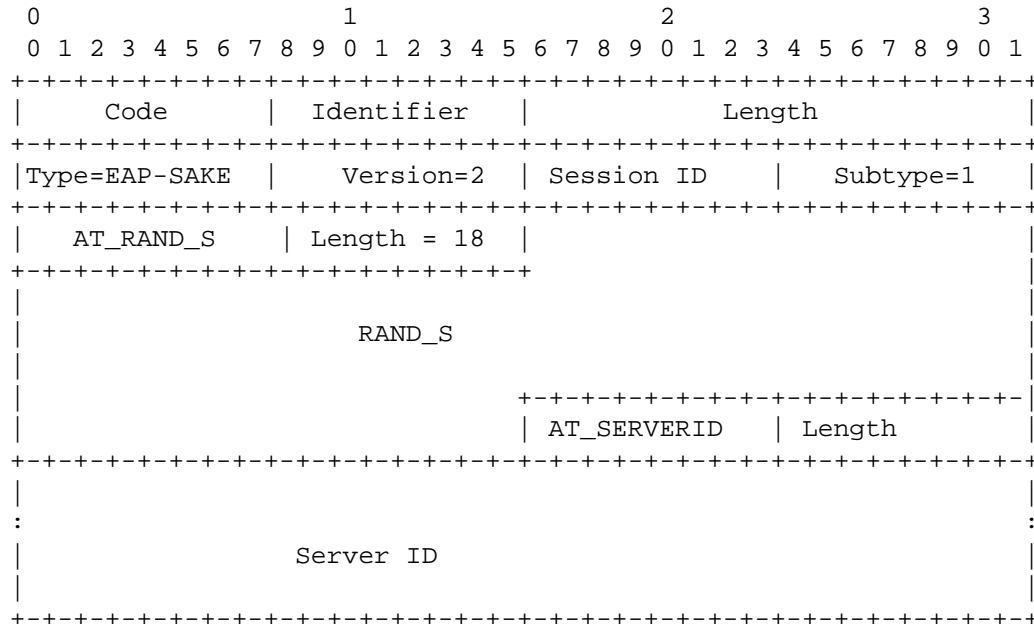 0                   1                   2                   3
 0 1 2 3 4 5 6 7 8 9 0 1 2 3 4 5 6 7 8 9 0 1 2 3 4 5 6 7 8 9 0 1
+-+-+-+-+-+-+-+-+-+-+-+-+-+-+-+-+-+-+-+-+-+-+-+-+-+-+-+-+-+-+-+-+
|     Code      |  Identifier   |            Length             |
+-+-+-+-+-+-+-+-+-+-+-+-+-+-+-+-+-+-+-+-+-+-+-+-+-+-+-+-+-+-+-+-+
|Type=EAP-SAKE  |    Version=2  | Session ID    |   Subtype=1   |
+-+-+-+-+-+-+-+-+-+-+-+-+-+-+-+-+-+-+-+-+-+-+-+-+-+-+-+-+-+-+-+-+
|   AT_RAND_S    | Length = 18  |                               |
+-+-+-+-+-+-+-+-+-+-+-+-+-+-+-+-+                               |
|                                                               |
|                     RAND_S                                    |
|                                                               |
|                               +-+-+-+-+-+-+-+-+-+-+-+-+-+-+-+-|
|                               | AT_SERVERID   | Length        |
+-+-+-+-+-+-+-+-+-+-+-+-+-+-+-+-+-+-+-+-+-+-+-+-+-+-+-+-+-+-+-+-+
|                                                               |
:                                                               :
|                 Server ID                                     |
|                                                               |
+-+-+-+-+-+-+-+-+-+-+-+-+-+-+-+-+-+-+-+-+-+-+-+-+-+-+-+-+-+-+-+-+